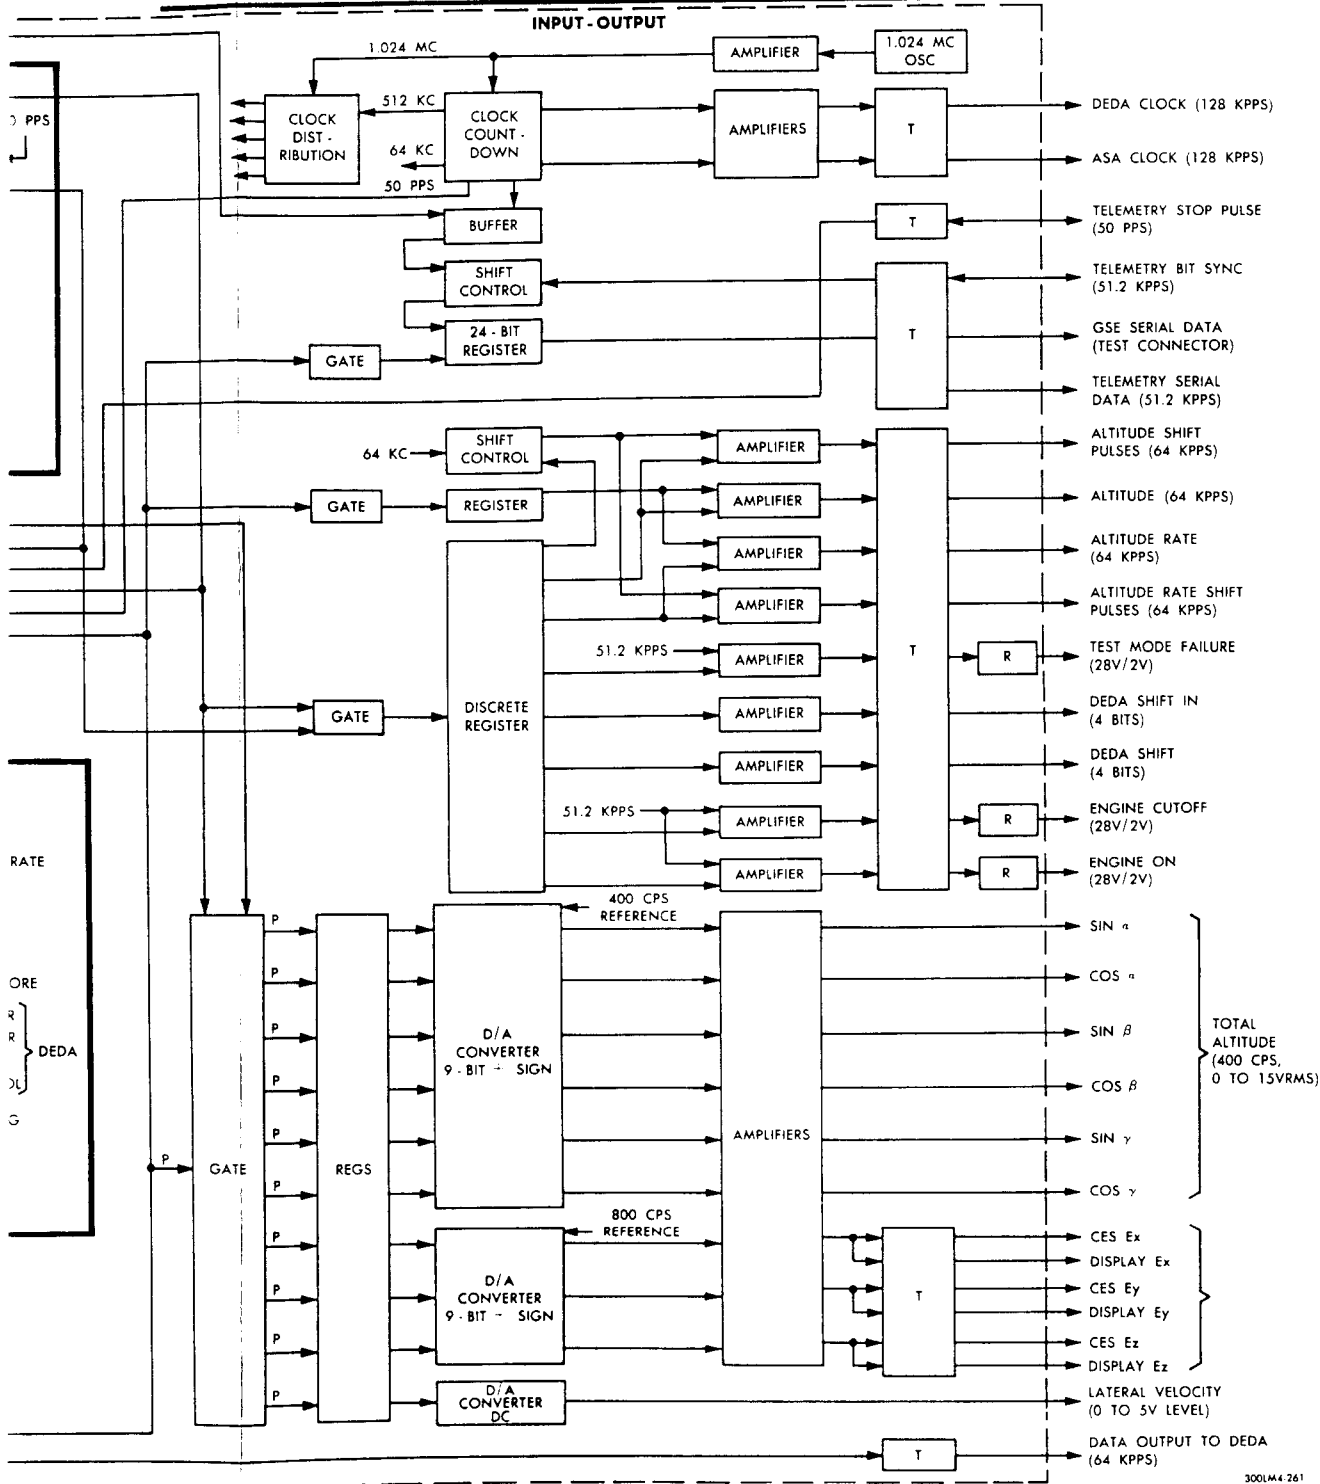 INPUT - OUTPUT
1.024 MC
AMPLIFIER
1.024 MC
OSC
PPS
CLOCK
DIST -
RIBUTION
512 KC
64 KC
50 PPS
CLOCK
COUNT -
DOWN
AMPLIFIERS
T
DEDA CLOCK (128 KPPS)
ASA CLOCK (128 KPPS)
BUFFER
T
TELEMETRY STOP PULSE
(50 PPS)
SHIFT
CONTROL
TELEMETRY BIT SYNC
(51.2 KPPS)
24 - BIT
REGISTER
GATE
T
GSE SERIAL DATA
(TEST CONNECTOR)
TELEMETRY SERIAL
DATA (51.2 KPPS)
64 KC
SHIFT
CONTROL
AMPLIFIER
ALTITUDE SHIFT
PULSES (64 KPPS)
GATE
REGISTER
AMPLIFIER
ALTITUDE (64 KPPS)
AMPLIFIER
ALTITUDE RATE
(64 KPPS)
AMPLIFIER
ALTITUDE RATE SHIFT
PULSES (64 KPPS)
51.2 KPPS
AMPLIFIER
T
R
TEST MODE FAILURE
(28V/2V)
GATE
DISCRETE
REGISTER
AMPLIFIER
DEDA SHIFT IN
(4 BITS)
AMPLIFIER
DEDA SHIFT
(4 BITS)
51.2 KPPS
AMPLIFIER
R
ENGINE CUTOFF
(28V/2V)
AMPLIFIER
R
ENGINE ON
(28V/2V)
RATE
ORE
R
R
DEDA
OL
G
P
GATE
P
P
P
P
P
P
P
P
P
P
REGS
400 CPS
REFERENCE
D/A
CONVERTER
9 - BIT - SIGN
800 CPS
REFERENCE
D/A
CONVERTER
9 - BIT - SIGN
D/A
CONVERTER
DC
AMPLIFIERS
SIN α
COS α
SIN β
COS β
SIN γ
COS γ
TOTAL
ALTITUDE
(400 CPS,
0 TO 15VRMS)
T
CES Ex
DISPLAY Ex
CES Ey
DISPLAY Ey
CES Ez
DISPLAY Ez
LATERAL VELOCITY
(0 TO 5V LEVEL)
T
DATA OUTPUT TO DEDA
(64 KPPS)
300LM4-261